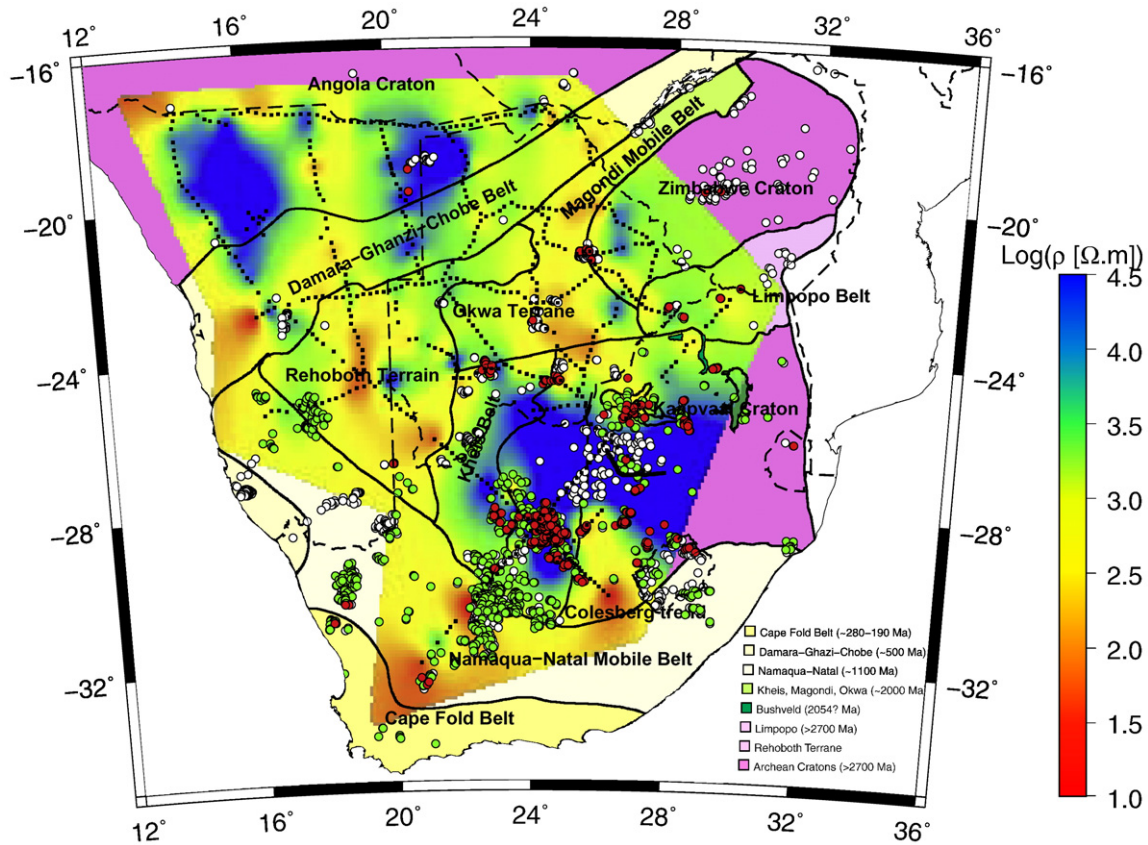 12˚ 16˚ 20˚ 24˚ 28˚ 32˚ 36˚
−16˚ −16˚
Angola Craton
Magondi Mobile Belt
Zimbabwe Craton
Damara−Ghanzi−Chobe Belt
−20˚ −20˚
Log(ρ [Ω.m])
4.5
Limpopo Belt
Okwa Terrane
4.0
−24˚ −24˚
Rehoboth Terrain
Kaapvaal Craton
3.5
Kheis Belt
3.0
−28˚ −28˚
2.5
Colesberg trend
Cape Fold Belt (~280−190 Ma)
2.0
Damara−Ghazi−Chobe (~500 Ma)
Namaqua−Natal Mobile Belt
Namaqua−Natal (~1100 Ma)
−32˚ −32˚
Kheis, Magondi, Okwa (~2000 Ma
Bushveld (2054? Ma)
Cape Fold Belt
1.5
Limpopo (>2700 Ma)
Rehoboth Terrane
Archean Cratons (>2700 Ma)
1.0
12˚ 16˚ 20˚ 24˚ 28˚ 32˚ 36˚